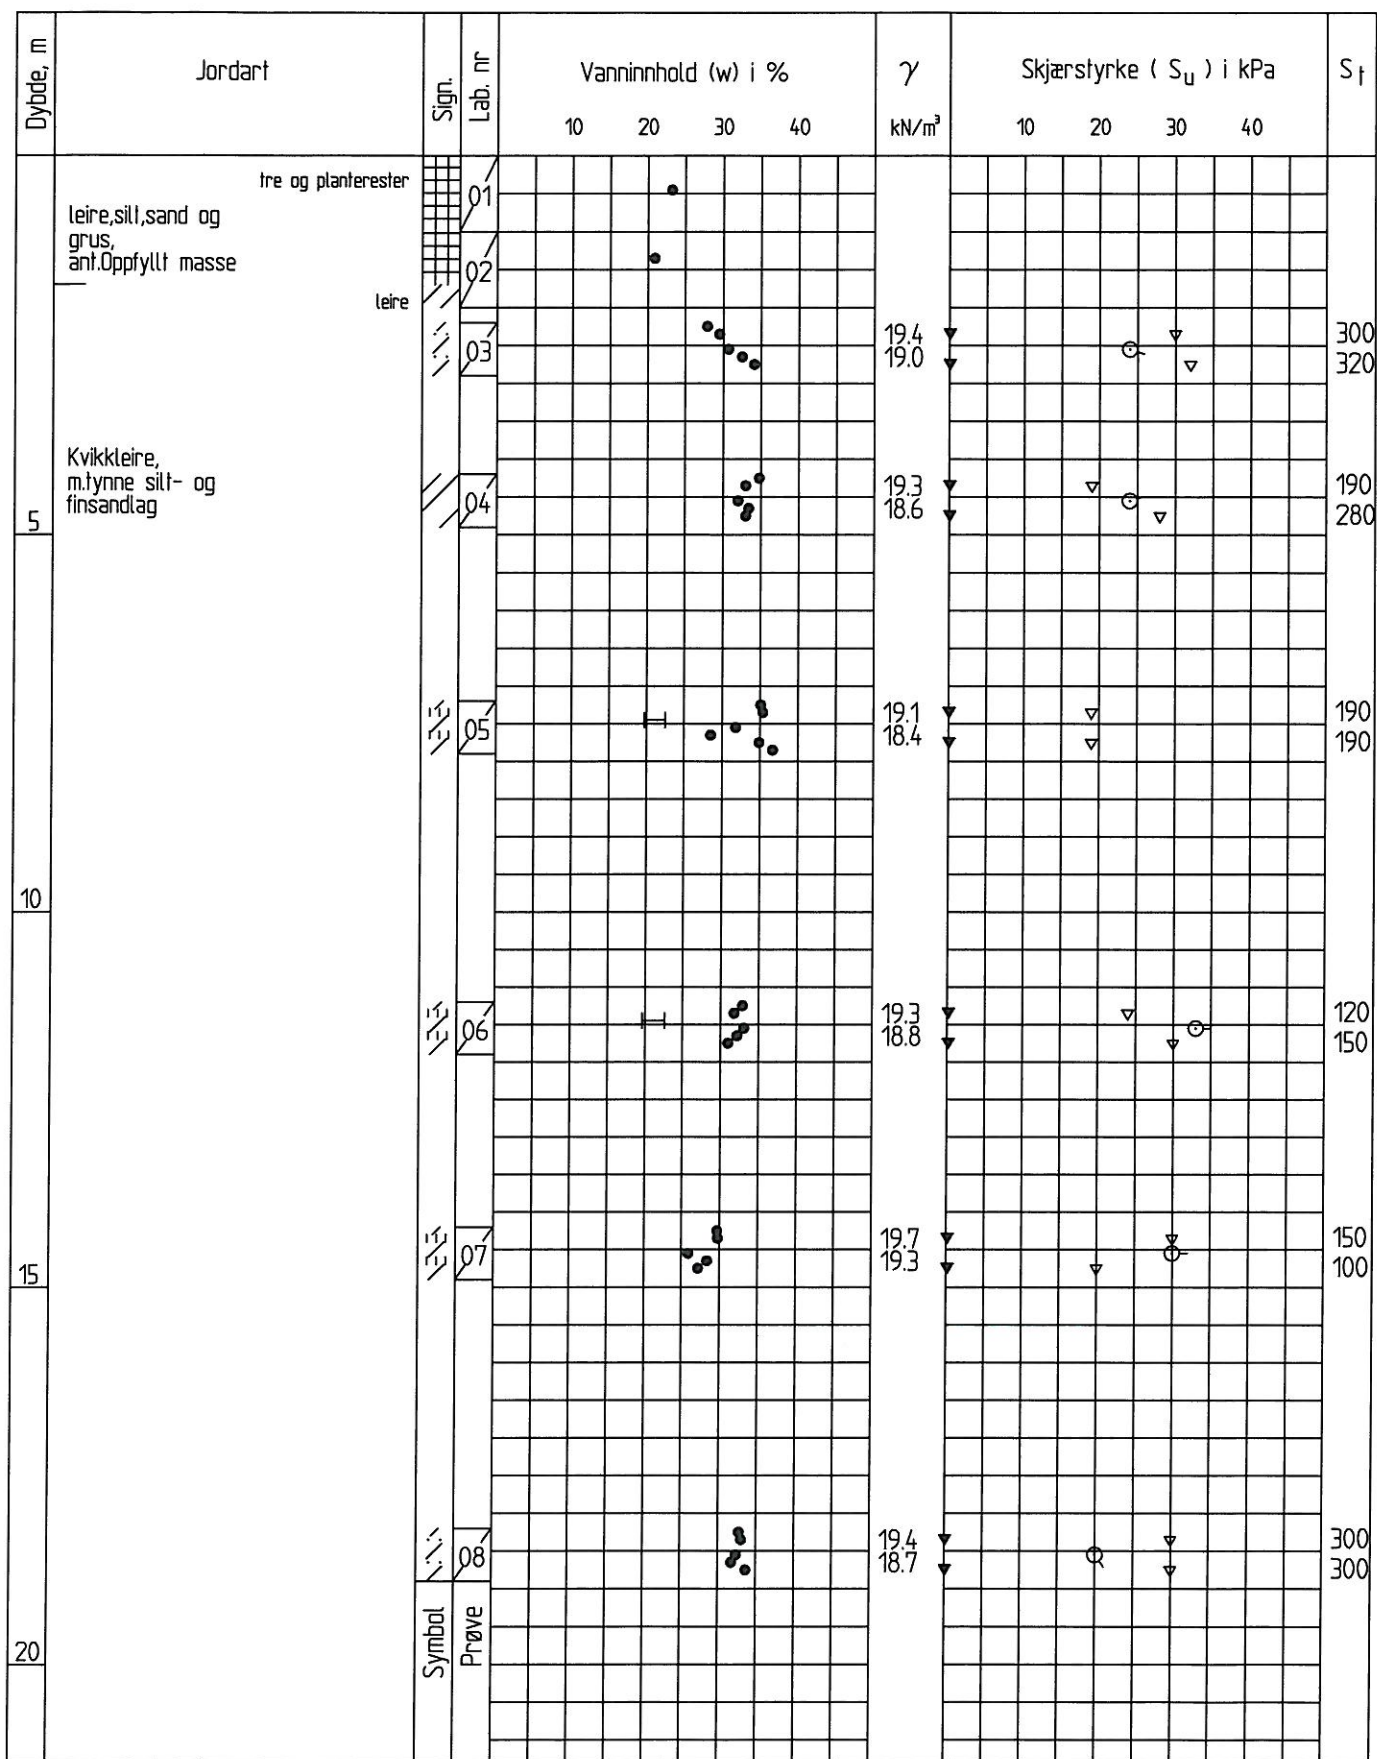 Dybde, m
Jordart
Sign.
Lab. nr
Vanninnhold (w) i %
10 20 30 40
γ
kN/m³
Skjærstyrke ( Su ) i kPa
10 20 30 40
St
tre og planterester
01
leire,silt,sand og
grus,
ant.Oppfyllt masse
02
leire
03
19.4 300
19.0 320
Kvikkleire,
m.tynne silt- og
finsandlag
04
19.3 190
18.6 280
5
05
19.1 190
18.4 190
10
06
19.3 120
18.8 150
07
19.7 150
19.3 100
15
08
19.4 300
18.7 300
Symbol
Prøve
20